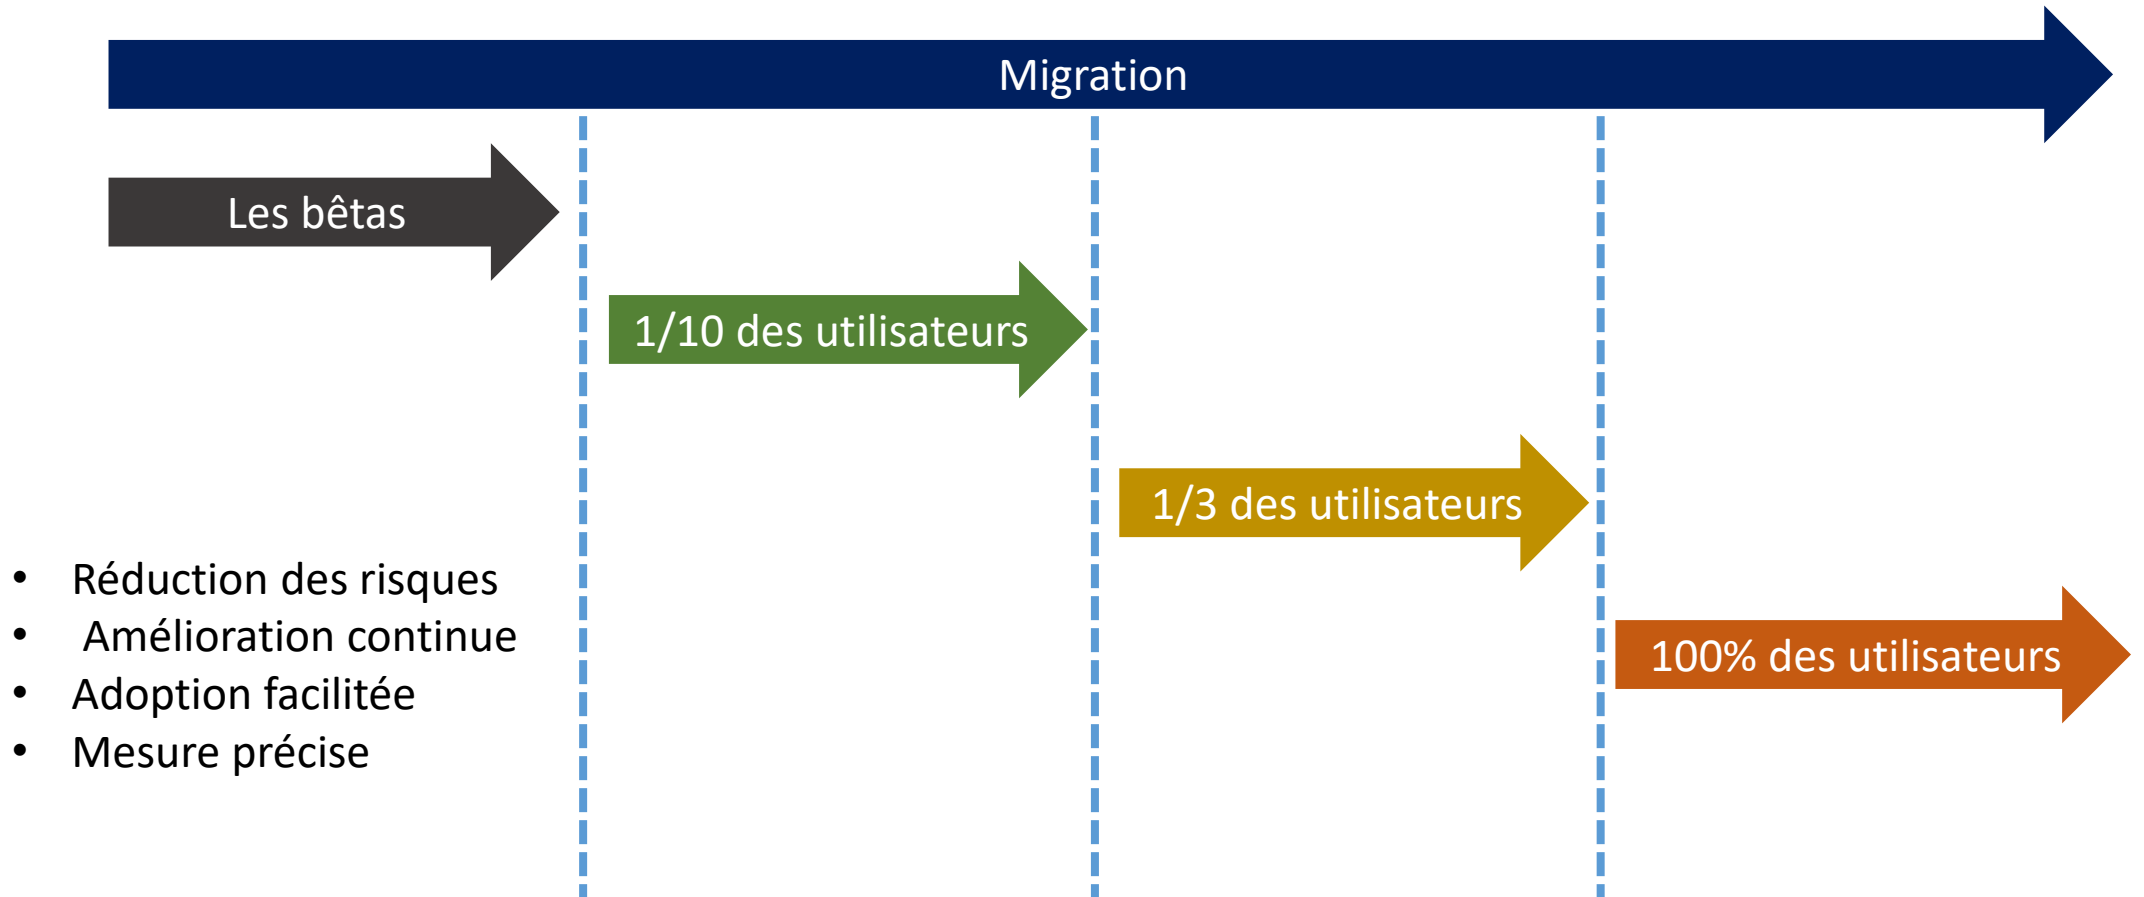 Migration
Les bêtas
1/10 des utilisateurs
1/3 des utilisateurs
100% des utilisateurs
• Réduction des risques
• Amélioration continue
• Adoption facilitée
• Mesure précise